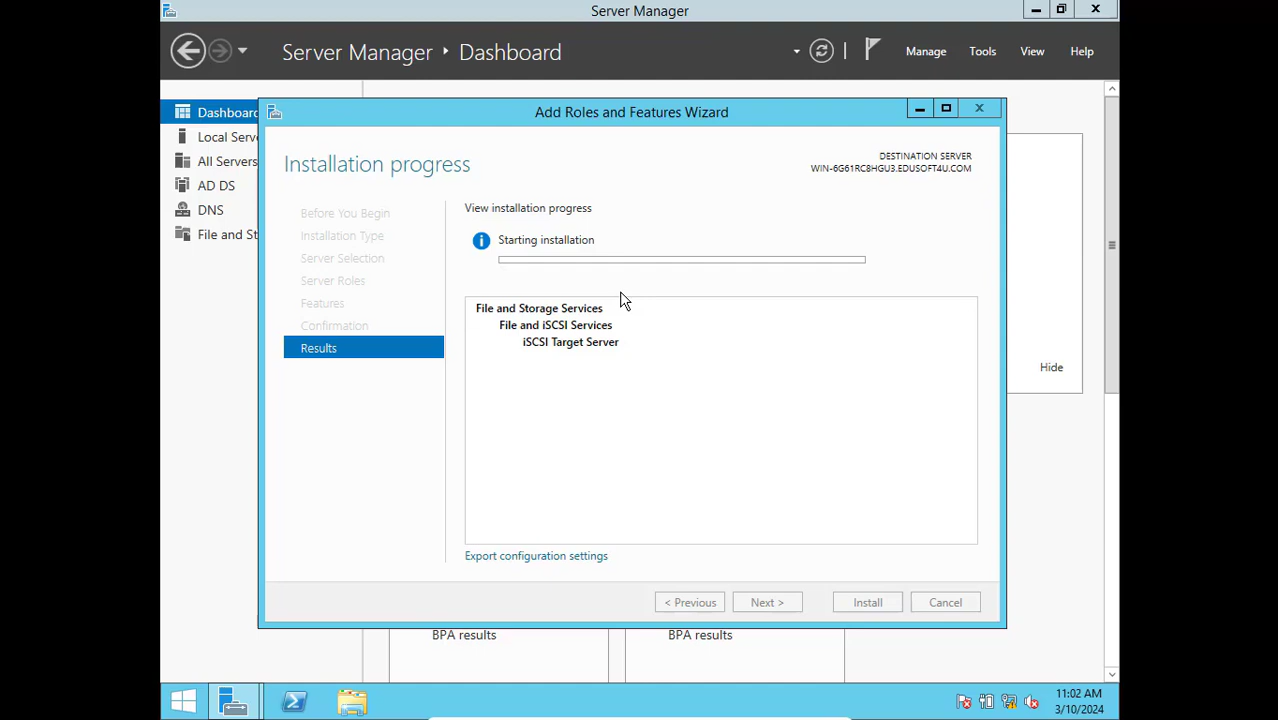 Server Manager
Server Manager Dashboard
Manage Tools View Help
Dashboard
Local Serve
All Servers
AD DS
DNS
File and St
Add Roles and Features Wizard
Installation progress
DESTINATION SERVER
WIN-6G61RC8HGU3.EDUSOFT4U.COM
Before You Begin
Installation Type
Server Selection
Server Roles
Features
Confirmation
Results
View installation progress
Starting installation
File and Storage Services
File and iSCSI Services
iSCSI Target Server
Export configuration settings
< Previous Next > Install Cancel
Hide
BPA results BPA results
11:02 AM
3/10/2024